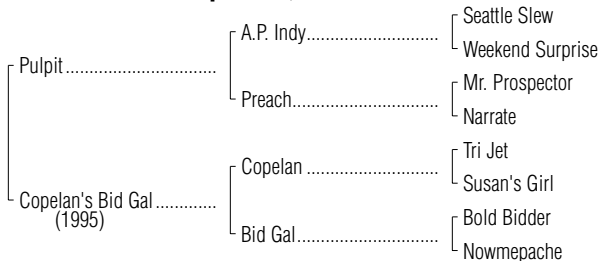 Seattle Slew
A.P. Indy
Weekend Surprise
Pulpit
Mr. Prospector
Preach
Narrate
Tri Jet
Copelan
Susan's Girl
Copelan's Bid Gal
(1995)
Bold Bidder
Bid Gal
Nowmepache